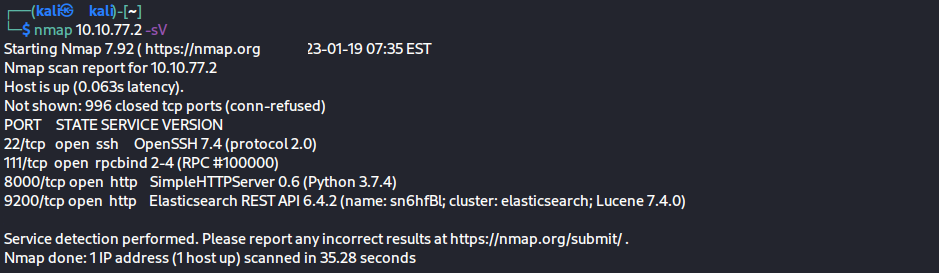 ┌──(kali㉿kali)-[~]
└─$ nmap 10.10.77.2 -sV
Starting Nmap 7.92 ( https://nmap.org 23-01-19 07:35 EST
Nmap scan report for 10.10.77.2
Host is up (0.063s latency).
Not shown: 996 closed tcp ports (conn-refused)
PORT STATE SERVICE VERSION
22/tcp open ssh OpenSSH 7.4 (protocol 2.0)
111/tcp open rpcbind 2-4 (RPC #100000)
8000/tcp open http SimpleHTTPServer 0.6 (Python 3.7.4)
9200/tcp open http Elasticsearch REST API 6.4.2 (name: sn6hfBl; cluster: elasticsearch; Lucene 7.4.0)
Service detection performed. Please report any incorrect results at https://nmap.org/submit/ .
Nmap done: 1 IP address (1 host up) scanned in 35.28 seconds